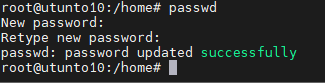 root@utunto10:/home# passwd
New password:
Retype new password:
passwd: password updated successfully
root@utunto10:/home#